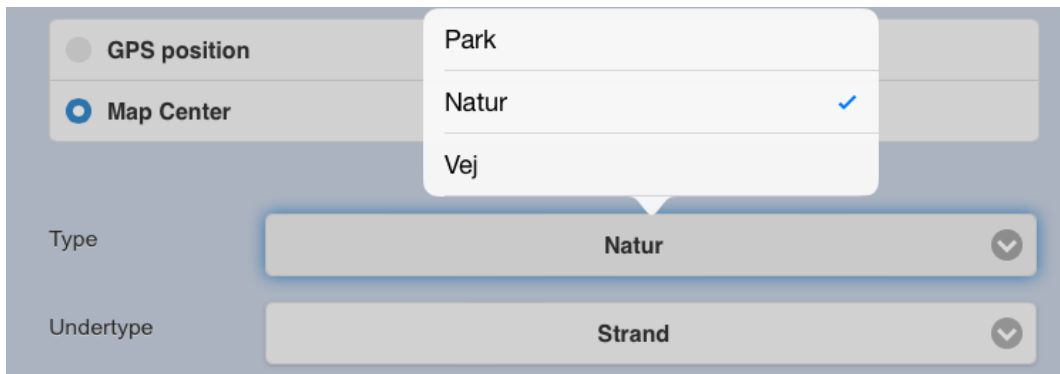 GPS position
Map Center
Park
Natur
Vej
Type
Natur
Undertype
Strand